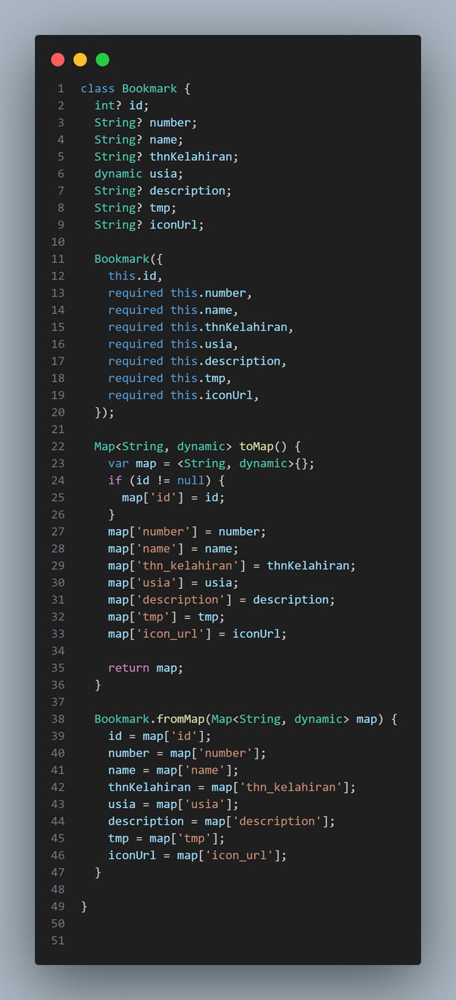 1 class Bookmark {
2   int? id;
3   String? number;
4   String? name;
5   String? thnKelahiran;
6   dynamic usia;
7   String? description;
8   String? tmp;
9   String? iconUrl;
10
11   Bookmark({
12     this.id,
13     required this.number,
14     required this.name,
15     required this.thnKelahiran,
16     required this.usia,
17     required this.description,
18     required this.tmp,
19     required this.iconUrl,
20   });
21
22   Map<String, dynamic> toMap() {
23     var map = <String, dynamic>{};
24     if (id != null) {
25       map['id'] = id;
26     }
27     map['number'] = number;
28     map['name'] = name;
29     map['thn_kelahiran'] = thnKelahiran;
30     map['usia'] = usia;
31     map['description'] = description;
32     map['tmp'] = tmp;
33     map['icon_url'] = iconUrl;
34
35     return map;
36   }
37
38   Bookmark.fromMap(Map<String, dynamic> map) {
39     id = map['id'];
40     number = map['number'];
41     name = map['name'];
42     thnKelahiran = map['thn_kelahiran'];
43     usia = map['usia'];
44     description = map['description'];
45     tmp = map['tmp'];
46     iconUrl = map['icon_url'];
47   }
48
49 }
50
51